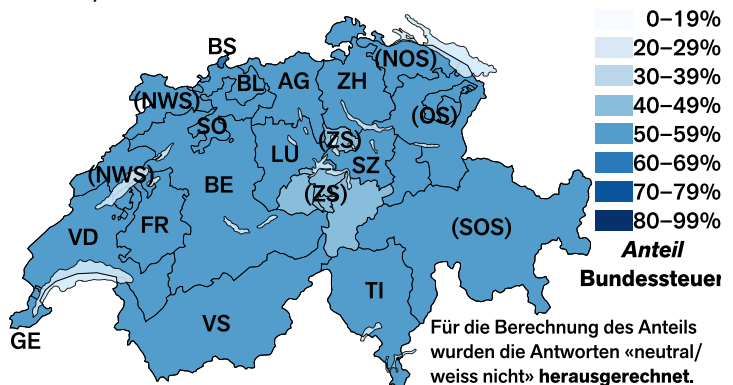 BS
(NOS)
BL
AG
ZH
(NWS)
(OS)
SO
(ZS)
LU
SZ
(NWS)
BE
(ZS)
FR
(SOS)
VD
TI
VS
GE
0–19%
20–29%
30–39%
40–49%
50–59%
60–69%
70–79%
80–99%
Anteil
Bundessteuer
Für die Berechnung des Anteils
wurden die Antworten «neutral/
weiss nicht» herausgerechnet.